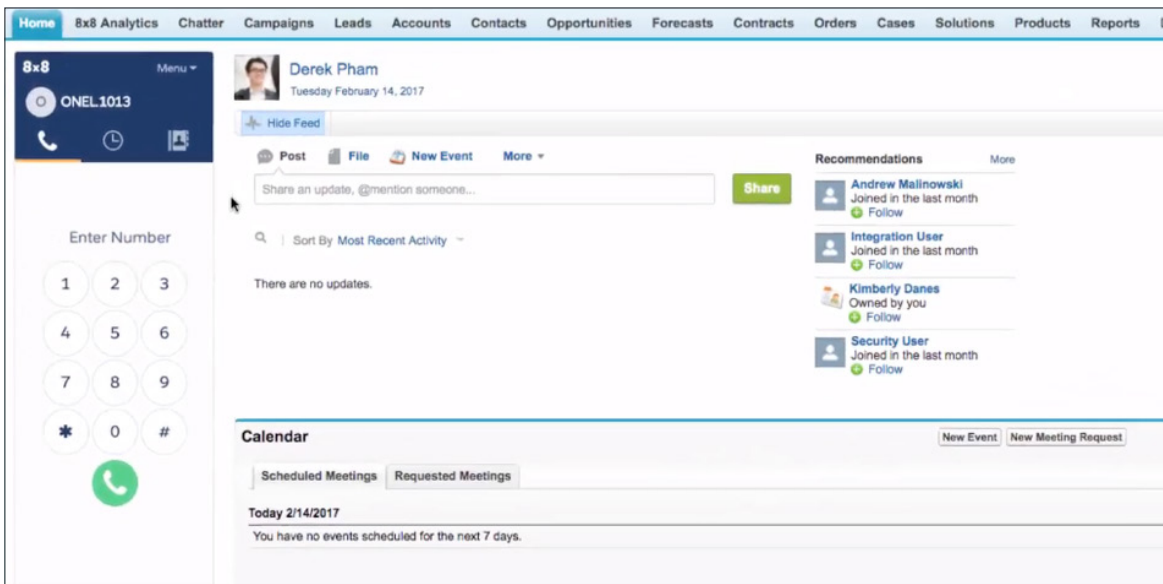 Home 8x8 Analytics Chatter Campaigns Leads Accounts Contacts Opportunities Forecasts Contracts Orders Cases Solutions Products Reports
8x8 Menu
O ONEL1013
Derek Pham
Tuesday February 14, 2017
Hide Feed
Post File New Event More
Share an update, @mention someone... Share
Sort By Most Recent Activity
There are no updates.
Recommendations More
Andrew Malinowski
Joined in the last month
Follow
Integration User
Joined in the last month
Follow
Kimberly Danes
Owned by you
Follow
Security User
Joined in the last month
Follow
Enter Number
1 2 3
4 5 6
7 8 9
* 0 #
Calendar New Event New Meeting Request
Scheduled Meetings Requested Meetings
Today 2/14/2017
You have no events scheduled for the next 7 days.